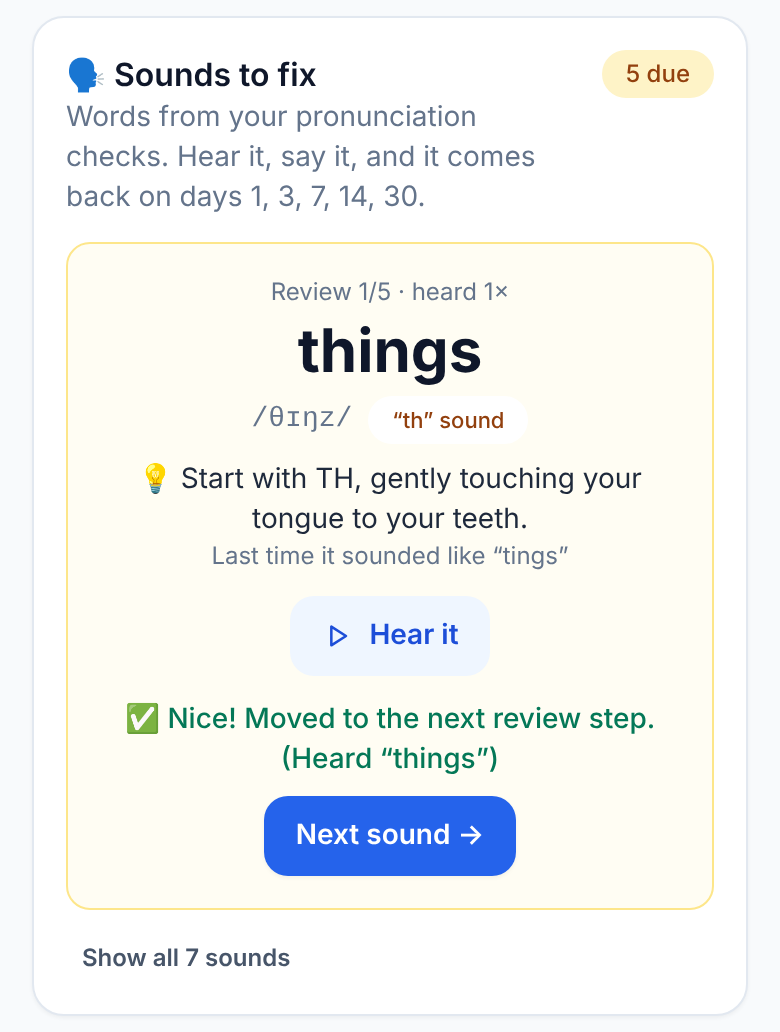 🗣️ Sounds to fix
5 due
Words from your pronunciation
checks. Hear it, say it, and it comes
back on days 1, 3, 7, 14, 30.
Review 1/5 · heard 1×
things
/θɪŋz/ “th” sound
💡 Start with TH, gently touching your
tongue to your teeth.
Last time it sounded like “tings”
Hear it
✅ Nice! Moved to the next review step.
(Heard “things”)
Next sound →
Show all 7 sounds